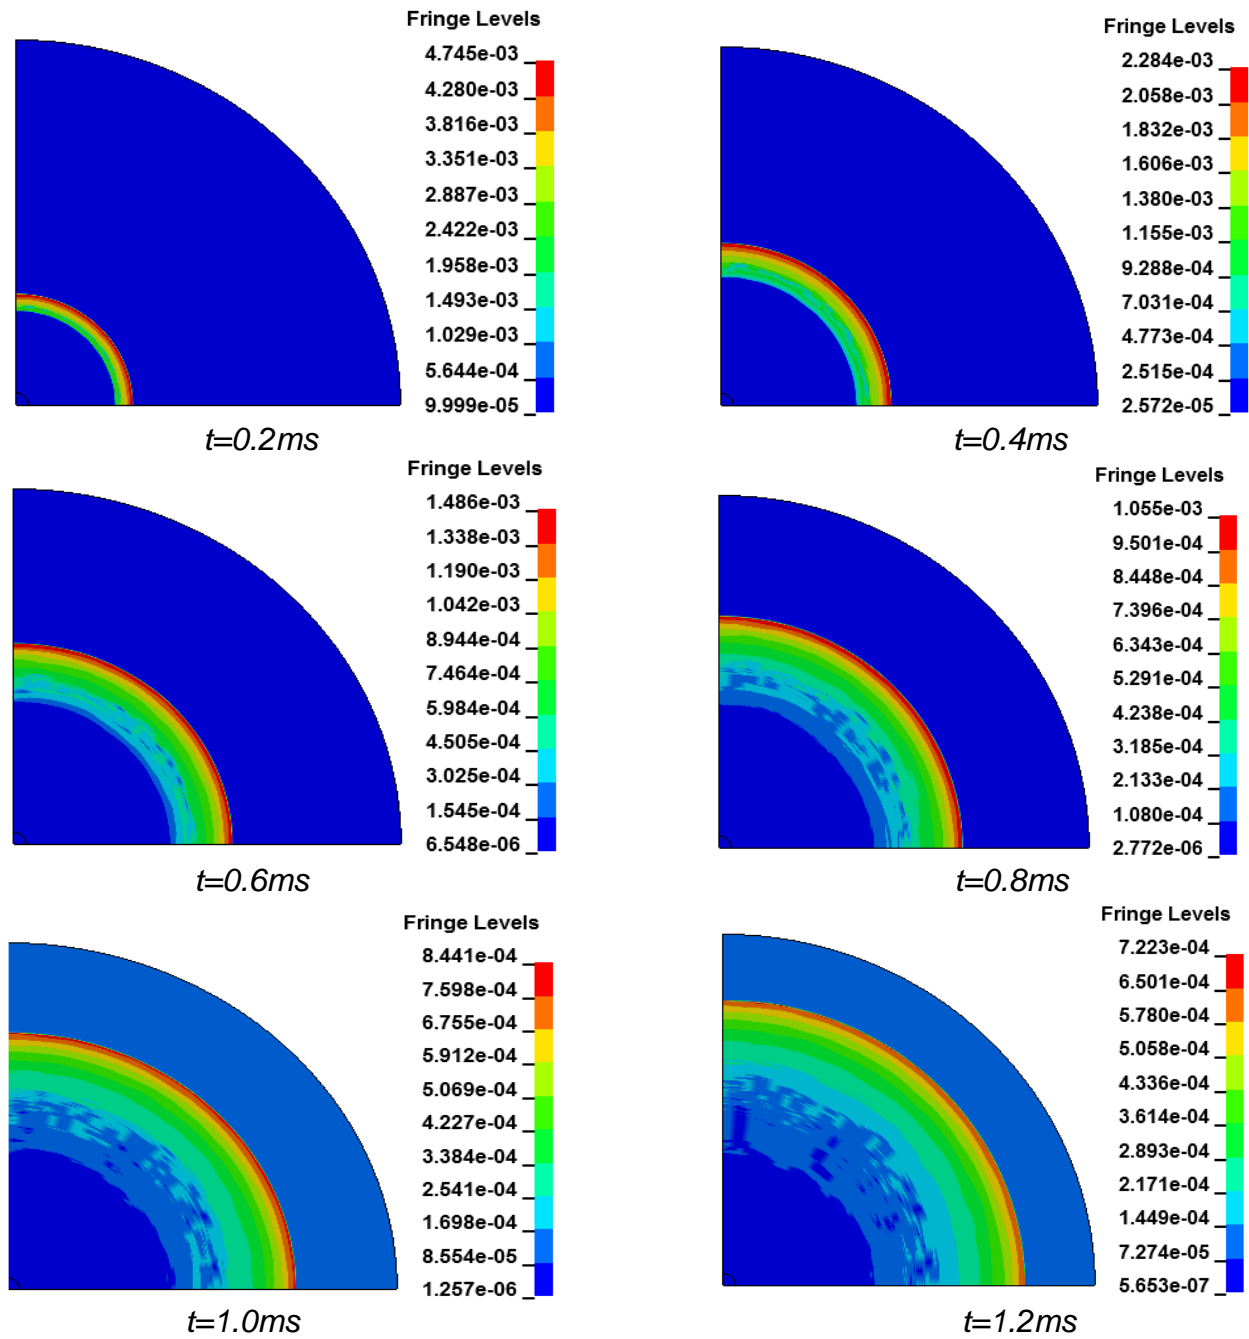 Fringe Levels
4.745e-03
4.280e-03
3.816e-03
3.351e-03
2.887e-03
2.422e-03
1.958e-03
1.493e-03
1.029e-03
5.644e-04
9.999e-05
t=0.2ms
Fringe Levels
2.284e-03
2.058e-03
1.832e-03
1.606e-03
1.380e-03
1.155e-03
9.288e-04
7.031e-04
4.773e-04
2.515e-04
2.572e-05
t=0.4ms
Fringe Levels
1.486e-03
1.338e-03
1.190e-03
1.042e-03
8.944e-04
7.464e-04
5.984e-04
4.505e-04
3.025e-04
1.545e-04
6.548e-06
t=0.6ms
Fringe Levels
1.055e-03
9.501e-04
8.448e-04
7.396e-04
6.343e-04
5.291e-04
4.238e-04
3.185e-04
2.133e-04
1.080e-04
2.772e-06
t=0.8ms
Fringe Levels
8.441e-04
7.598e-04
6.755e-04
5.912e-04
5.069e-04
4.227e-04
3.384e-04
2.541e-04
1.698e-04
8.554e-05
1.257e-06
t=1.0ms
Fringe Levels
7.223e-04
6.501e-04
5.780e-04
5.058e-04
4.336e-04
3.614e-04
2.893e-04
2.171e-04
1.449e-04
7.274e-05
5.653e-07
t=1.2ms